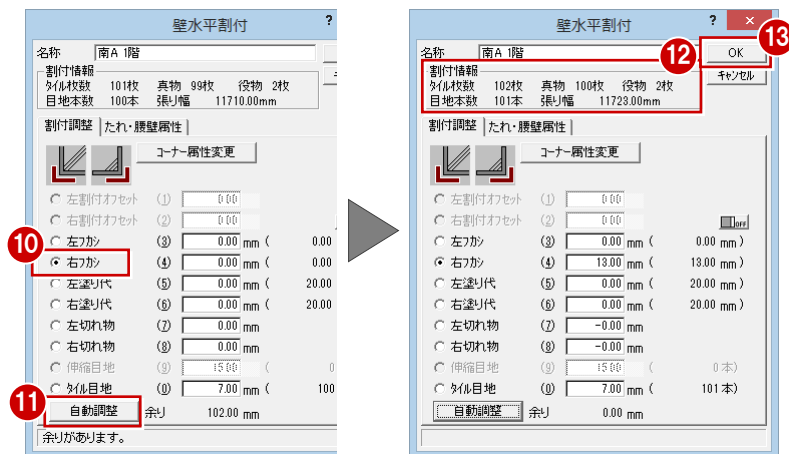 壁水平割付 ?
名称 南A 1階
割付情報
タイル枚数 101枚 真物 99枚 役物 2枚
目地本数 100本 張り幅 11710.00mm
割付調整 たれ・腰壁属性
コーナー属性変更
左割付オフセット (1) 0.00
右割付オフセット (2) 0.00
10
左フカシ (3) 0.00 mm ( 0.00
右フカシ (4) 0.00 mm ( 0.00
左塗り代 (5) 0.00 mm ( 20.00
右塗り代 (6) 0.00 mm ( 20.00
左切れ物 (7) 0.00 mm
右切れ物 (8) 0.00 mm
伸縮目地 (9) 15.00 ( 0
タイル目地 (0) 7.00 mm ( 100
11
自動調整 余り 102.00 mm
余りがあります。
壁水平割付 ? ×
13
名称 南A 1階 OK
12
割付情報 キャンセル
タイル枚数 102枚 真物 100枚 役物 2枚
目地本数 101本 張り幅 11723.00mm
割付調整 たれ・腰壁属性
コーナー属性変更
左割付オフセット (1) 0.00
右割付オフセット (2) 0.00 OFF
左フカシ (3) 0.00 mm ( 0.00 mm )
右フカシ (4) 13.00 mm ( 13.00 mm )
左塗り代 (5) 0.00 mm ( 20.00 mm )
右塗り代 (6) 0.00 mm ( 20.00 mm )
左切れ物 (7) -0.00 mm
右切れ物 (8) -0.00 mm
伸縮目地 (9) 15.00 ( 0 本)
タイル目地 (0) 7.00 mm ( 101 本)
自動調整 余り 0.00 mm